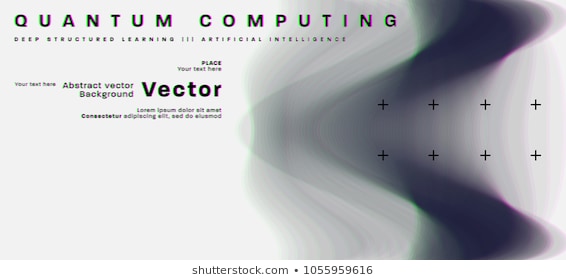 QUANTUM COMPUTING
DEEP STRUCTURED LEARNING ||| ARTIFICIAL INTELLIGENCE
PLACE
Your text here
Your text here
Abstract vector
Background
Vector
Lorem ipsum dolor sit amet
Consectetur adipiscing elit, sed do eiusmod
shutterstock.com • 1055959616